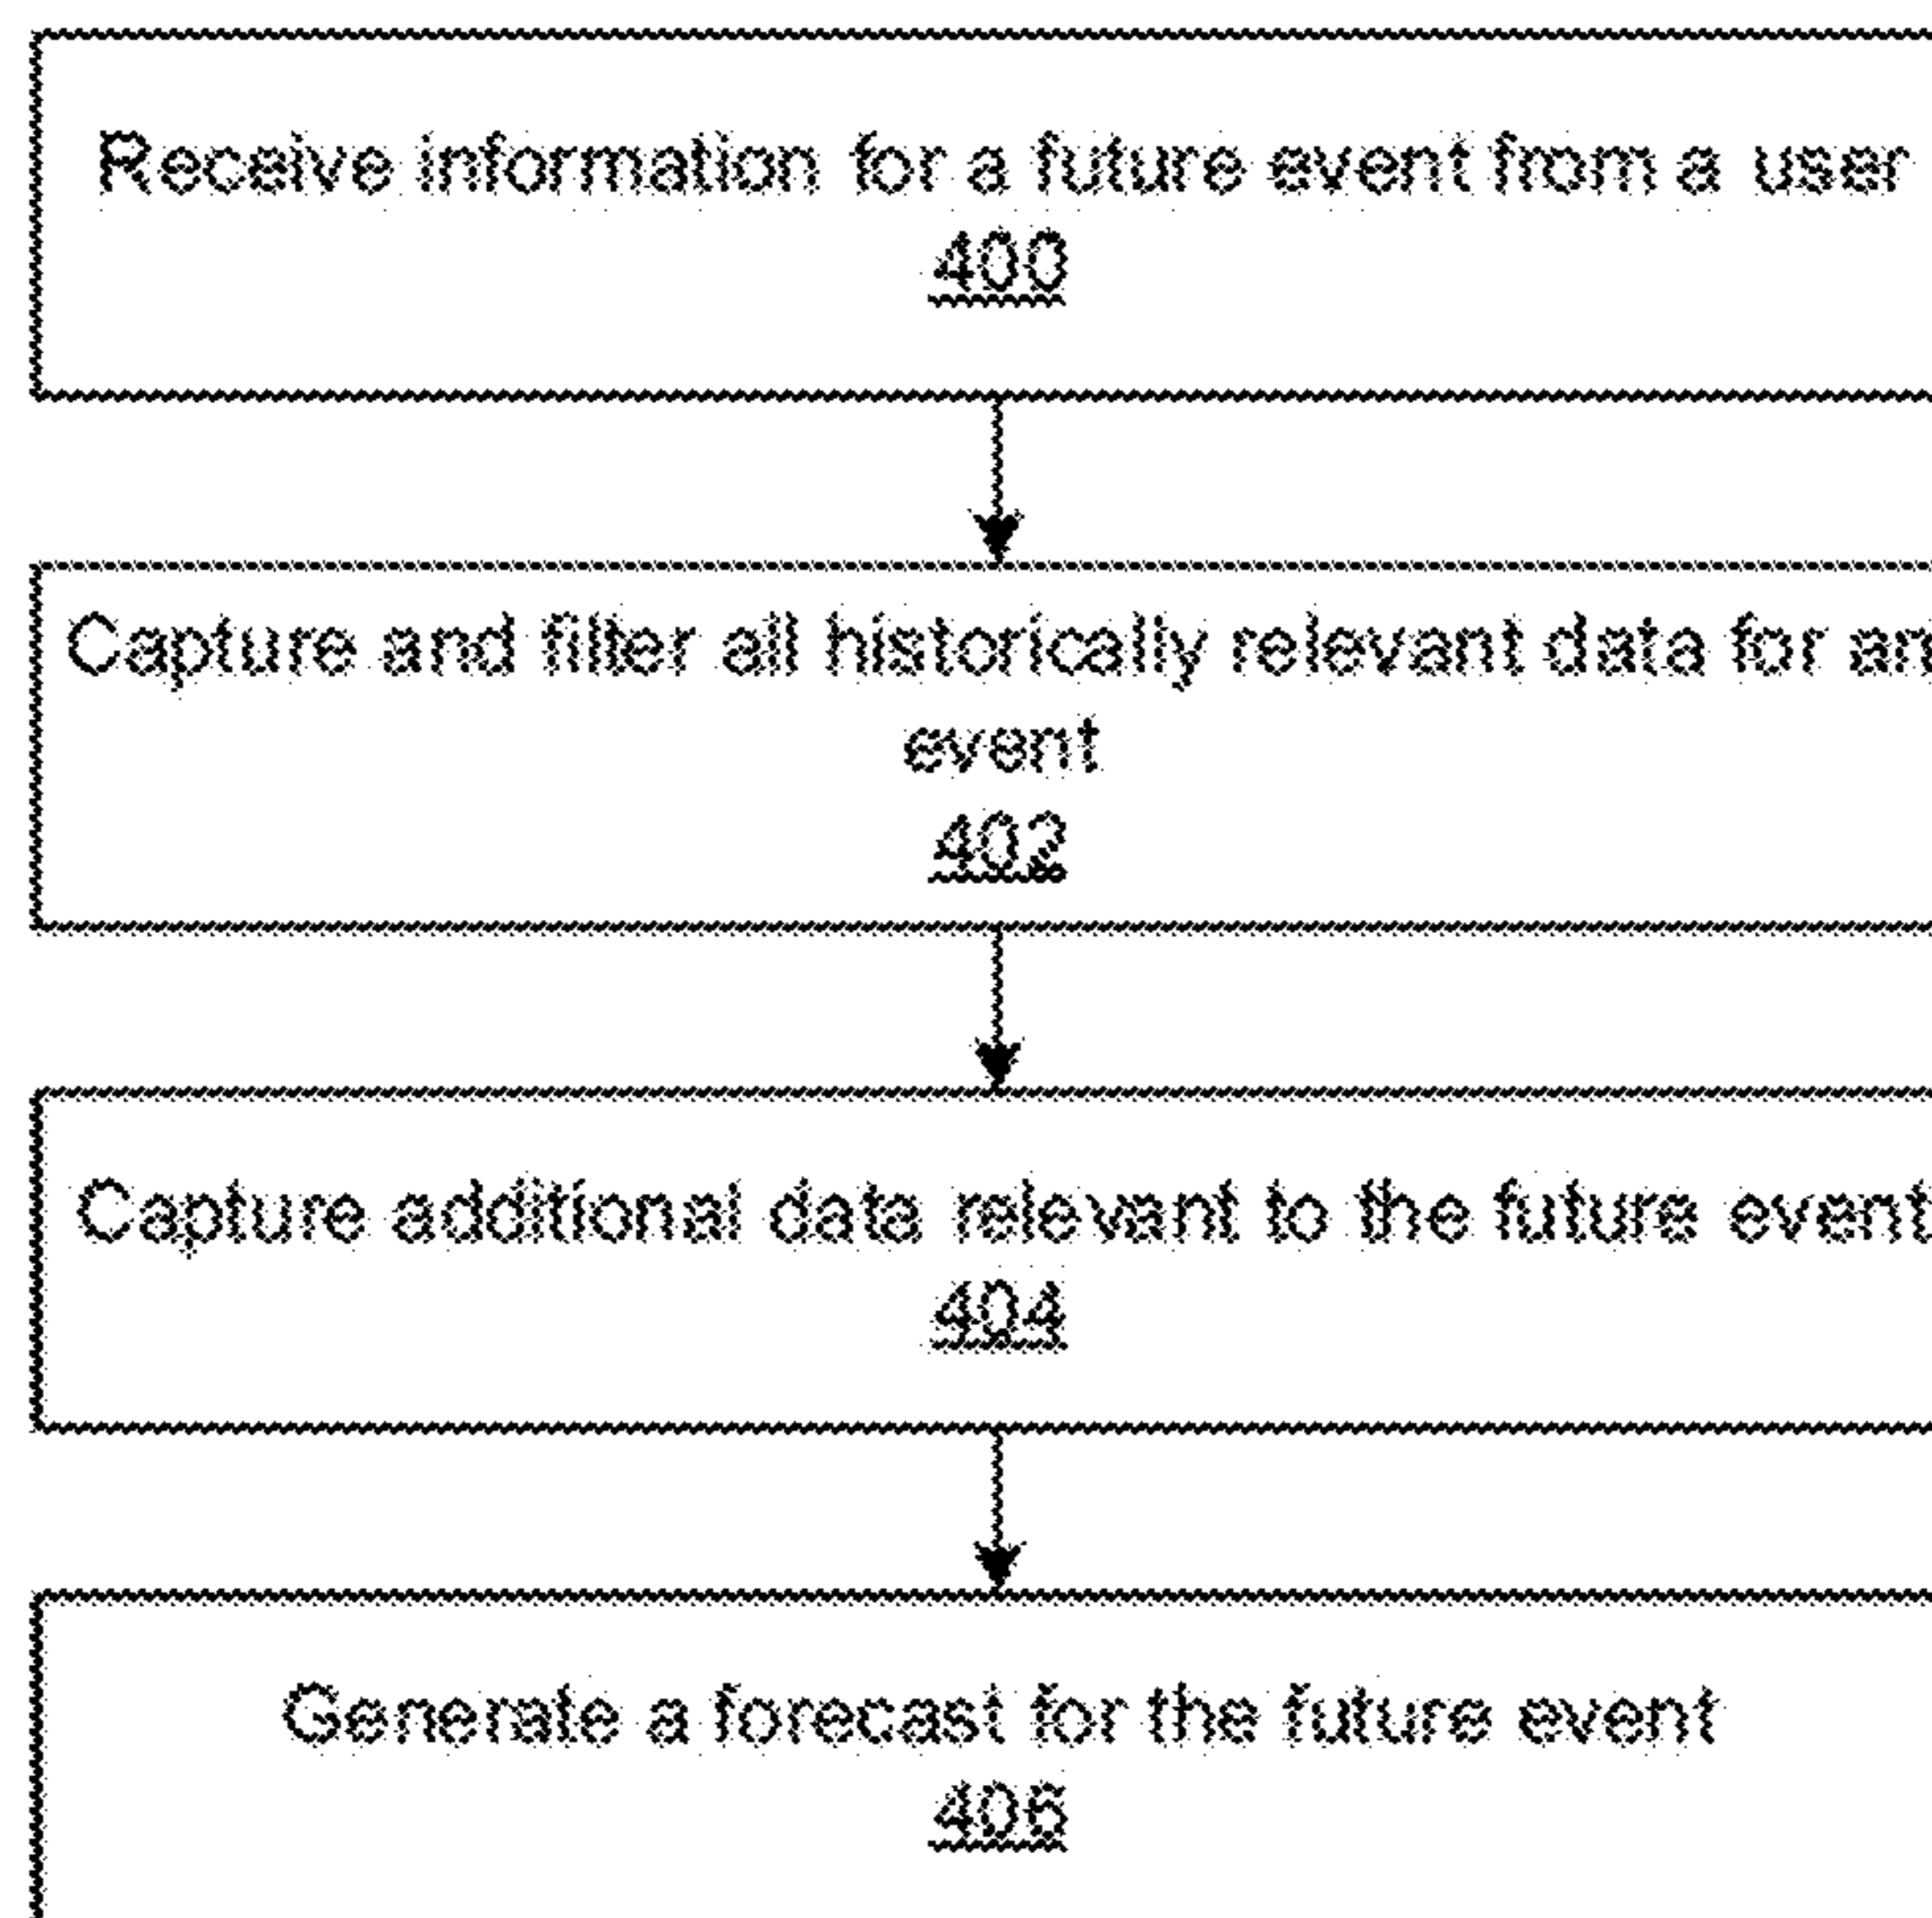 Receive information for a future event from a user
400
Capture and filter all historically relevant data for an
event
402
Capture additional data relevant to the future event
404
Generate a forecast for the future event
406